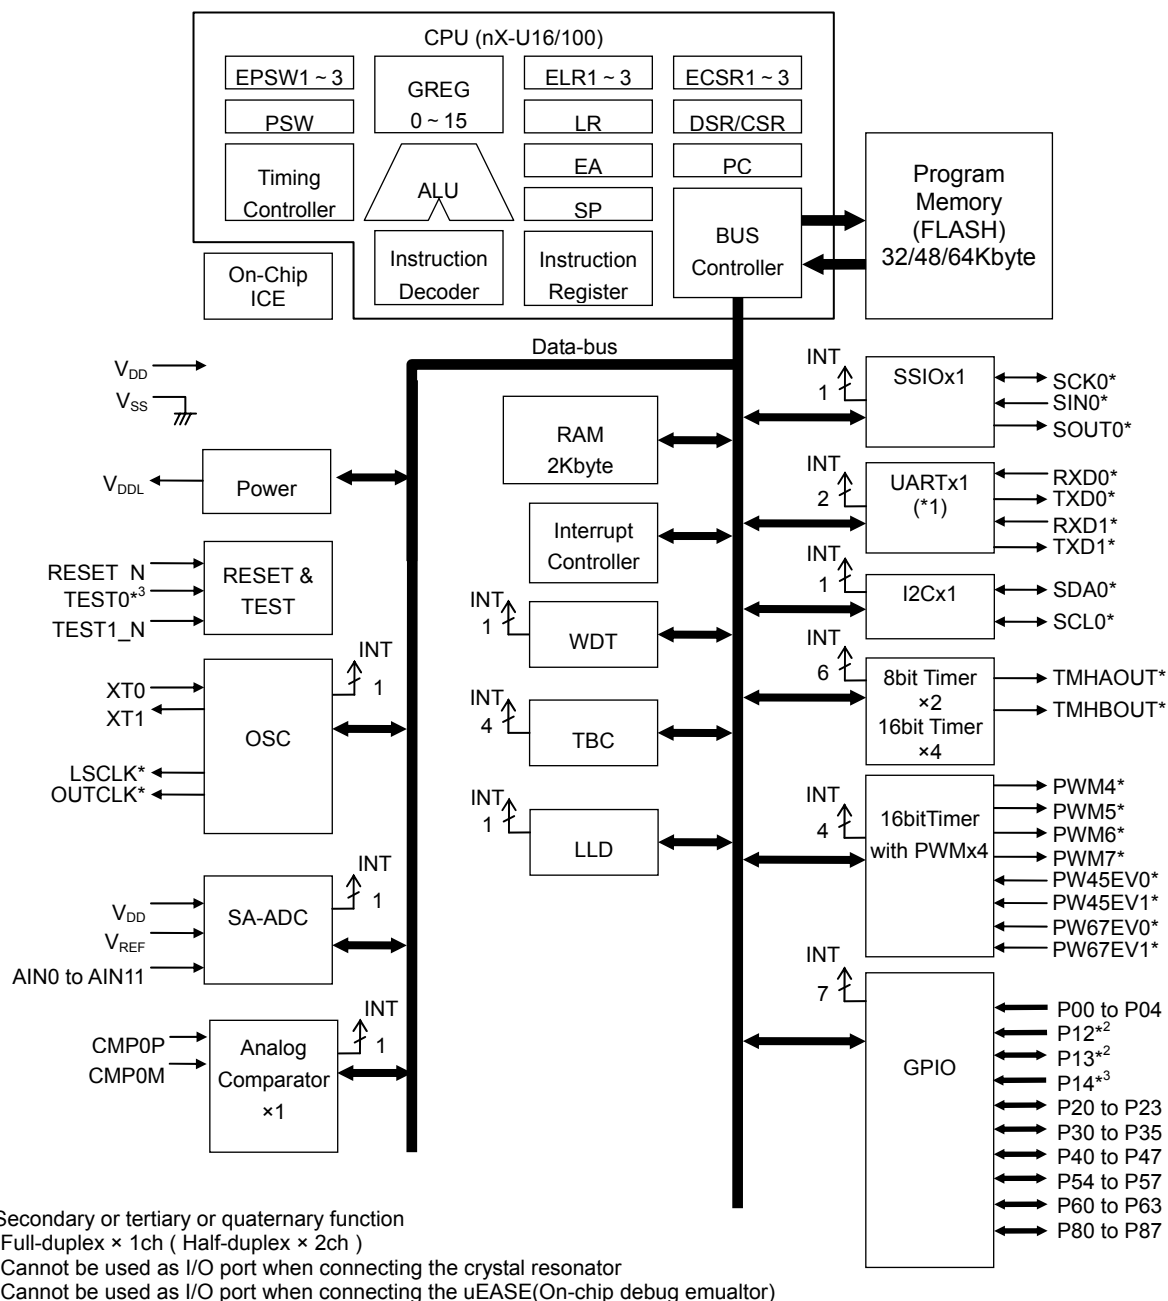 CPU (nX-U16/100)
EPSW1 ~ 3
GREG
0 ~ 15
ELR1 ~ 3
ECSR1 ~ 3
PSW
LR
DSR/CSR
Timing
Controller
ALU
EA
PC
SP
BUS
Controller
Instruction
Decoder
Instruction
Register
On-Chip
ICE
Program
Memory
(FLASH)
32/48/64Kbyte
Data-bus
VDD
VSS
VDDL
Power
RESET_N
TEST0*3
TEST1_N
RESET &
TEST
XT0
XT1
LSCLK*
OUTCLK*
OSC
INT
1
VDD
VREF
AIN0 to AIN11
SA-ADC
INT
1
CMP0P
CMP0M
Analog
Comparator
×1
INT
1
RAM
2Kbyte
Interrupt
Controller
INT
1
WDT
INT
4
TBC
INT
1
LLD
INT
1
SSIOx1
SCK0*
SIN0*
SOUT0*
INT
2
UARTx1
(*1)
RXD0*
TXD0*
RXD1*
TXD1*
INT
1
I2Cx1
SDA0*
SCL0*
INT
6
8bit Timer
×2
16bit Timer
×4
TMHAOUT*
TMHBOUT*
INT
4
16bitTimer
with PWMx4
PWM4*
PWM5*
PWM6*
PWM7*
PW45EV0*
PW45EV1*
PW67EV0*
PW67EV1*
INT
7
GPIO
P00 to P04
P12*2
P13*2
P14*3
P20 to P23
P30 to P35
P40 to P47
P54 to P57
P60 to P63
P80 to P87
Secondary or tertiary or quaternary function
Full-duplex × 1ch ( Half-duplex × 2ch )
Cannot be used as I/O port when connecting the crystal resonator
Cannot be used as I/O port when connecting the uEASE(On-chip debug emualtor)